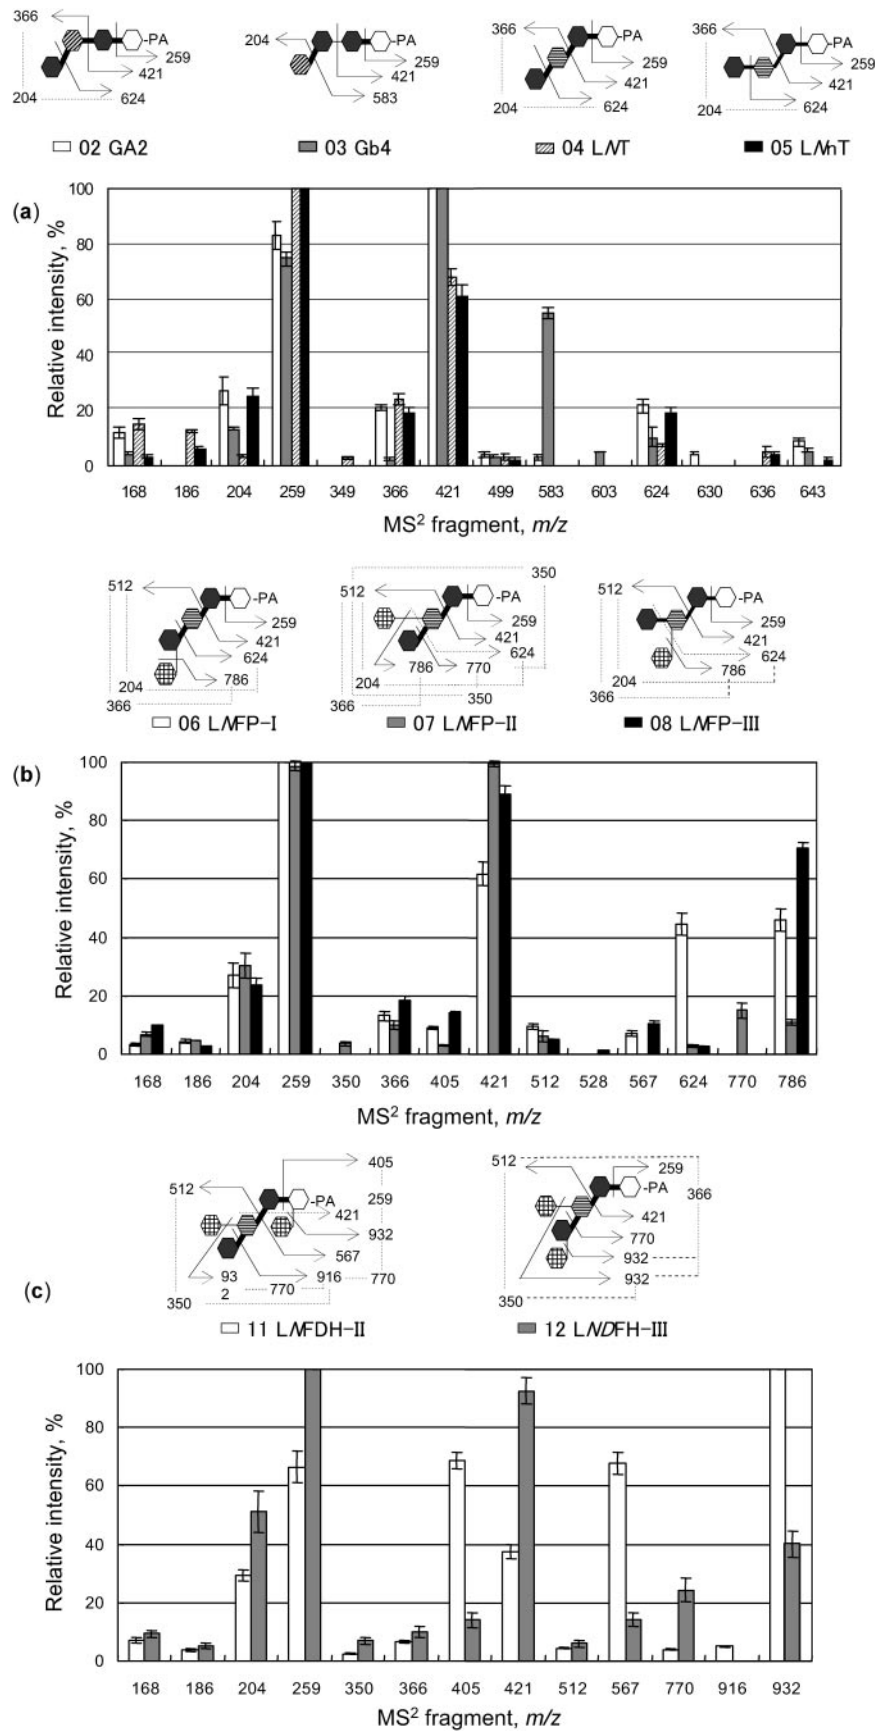 366 -PA 259 421 204 624
204 -PA 259 421 583
366 -PA 259 421 204 624
366 -PA 259 421 204 624
02 GA2 03 Gb4 04 LNT 05 LNnT
(a)
Relative intensity, %
100
80
60
40
20
0
168 186 204 259 349 366 421 499 583 603 624 630 636 643
MS2 fragment, m/z
512 -PA 259 421 624 786 204 366
350 512 -PA 259 421 624 770 786 204 350 366
512 -PA 259 421 624 786 204 366
06 LNFP-I 07 LNFP-II 08 LNFP-III
(b)
Relative intensity, %
100
80
60
40
20
0
168 186 204 259 350 366 405 421 512 528 567 624 770 786
MS2 fragment, m/z
405 512 -PA 259 421 932 567 93 2 770 916 770 350
512 259 -PA 366 421 770 932 932 350
(c)
11 LNFDH-II 12 LNDFH-III
Relative intensity, %
100
80
60
40
20
0
168 186 204 259 350 366 405 421 512 567 770 916 932
MS2 fragment, m/z